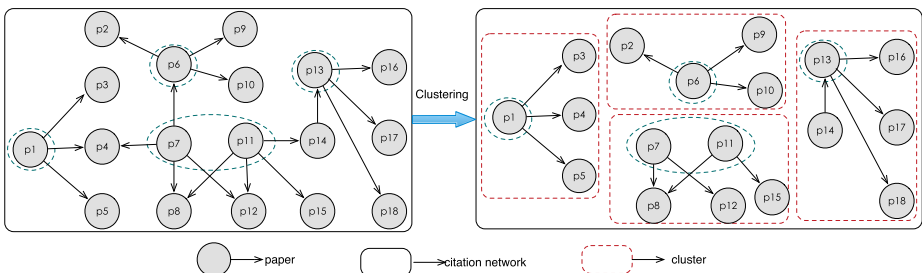 p2
p9
p6
p10
p3
p13
p16
p1
p4
p7
p11
p14
p17
p5
p8
p12
p15
p18
Clustering
p3
p1
p4
p5
p2
p9
p6
p10
p7
p11
p8
p12
p15
p13
p16
p14
p17
p18
paper
citation network
cluster